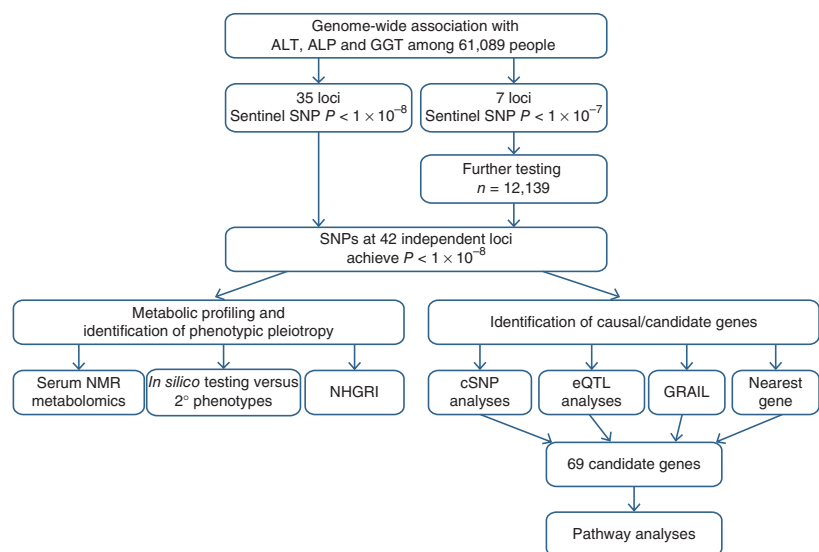 Genome-wide association with
ALT, ALP and GGT among 61,089 people
35 loci
Sentinel SNP P < 1 × 10⁻⁸
7 loci
Sentinel SNP P < 1 × 10⁻⁷
Further testing
n = 12,139
SNPs at 42 independent loci
achieve P < 1 × 10⁻⁸
Metabolic profiling and
identification of phenotypic pleiotropy
Identification of causal/candidate genes
Serum NMR
metabolomics
In silico testing versus
2° phenotypes
NHGRI
cSNP
analyses
eQTL
analyses
GRAIL
Nearest
gene
69 candidate genes
Pathway analyses